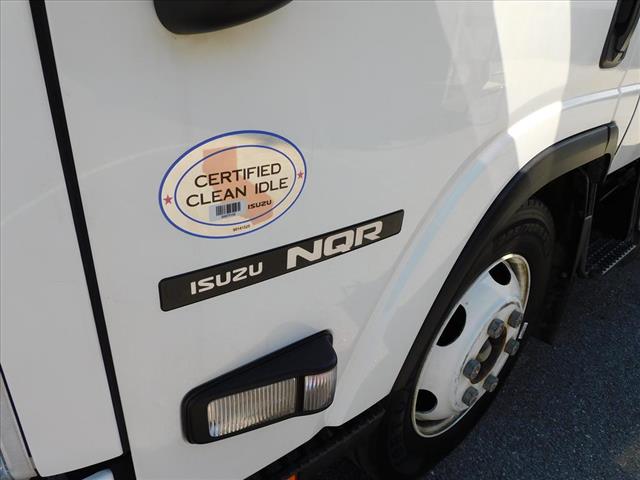 CERTIFIED
CLEAN IDLE
ISUZU
ISUZU NQR